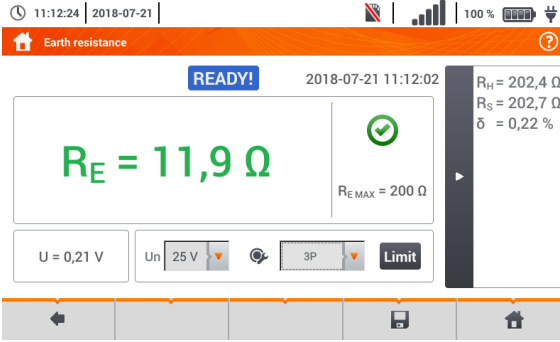 11:12:24 2018-07-21 100 %
Earth resistance ?
READY! 2018-07-21 11:12:02
RE = 11,9 Ω
RE MAX = 200 Ω
RH = 202,4 Ω
RS = 202,7 Ω
δ = 0,22 %
U = 0,21 V
Un 25 V 3P Limit